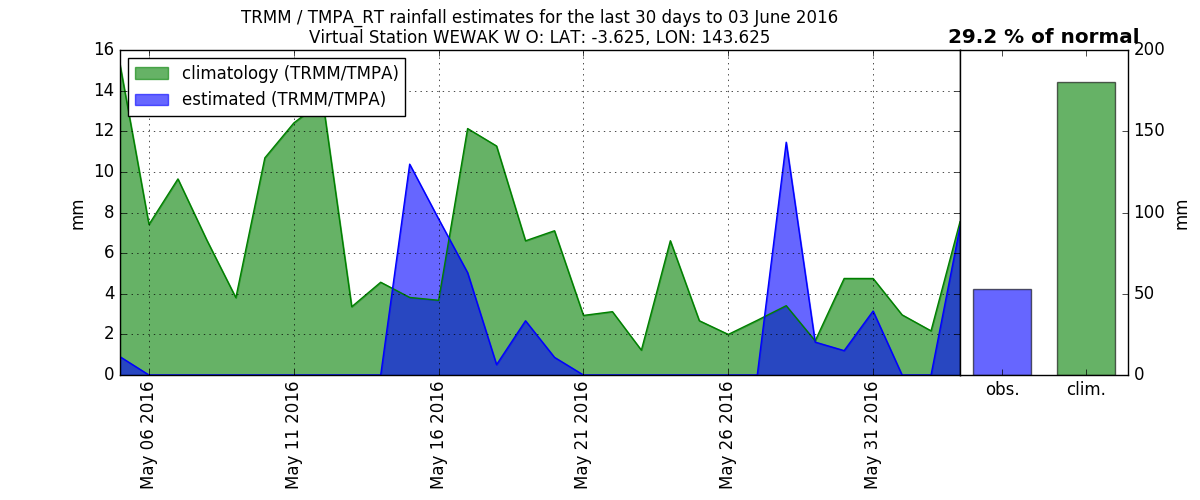 TRMM / TMPA_RT rainfall estimates for the last 30 days to 03 June 2016
Virtual Station WEWAK W O: LAT: -3.625, LON: 143.625
29.2 % of normal
climatology (TRMM/TMPA)
estimated (TRMM/TMPA)
mm
16
14
12
10
8
6
4
2
0
May 06 2016
May 11 2016
May 16 2016
May 21 2016
May 26 2016
May 31 2016
obs.
clim.
200
150
100
50
0
mm